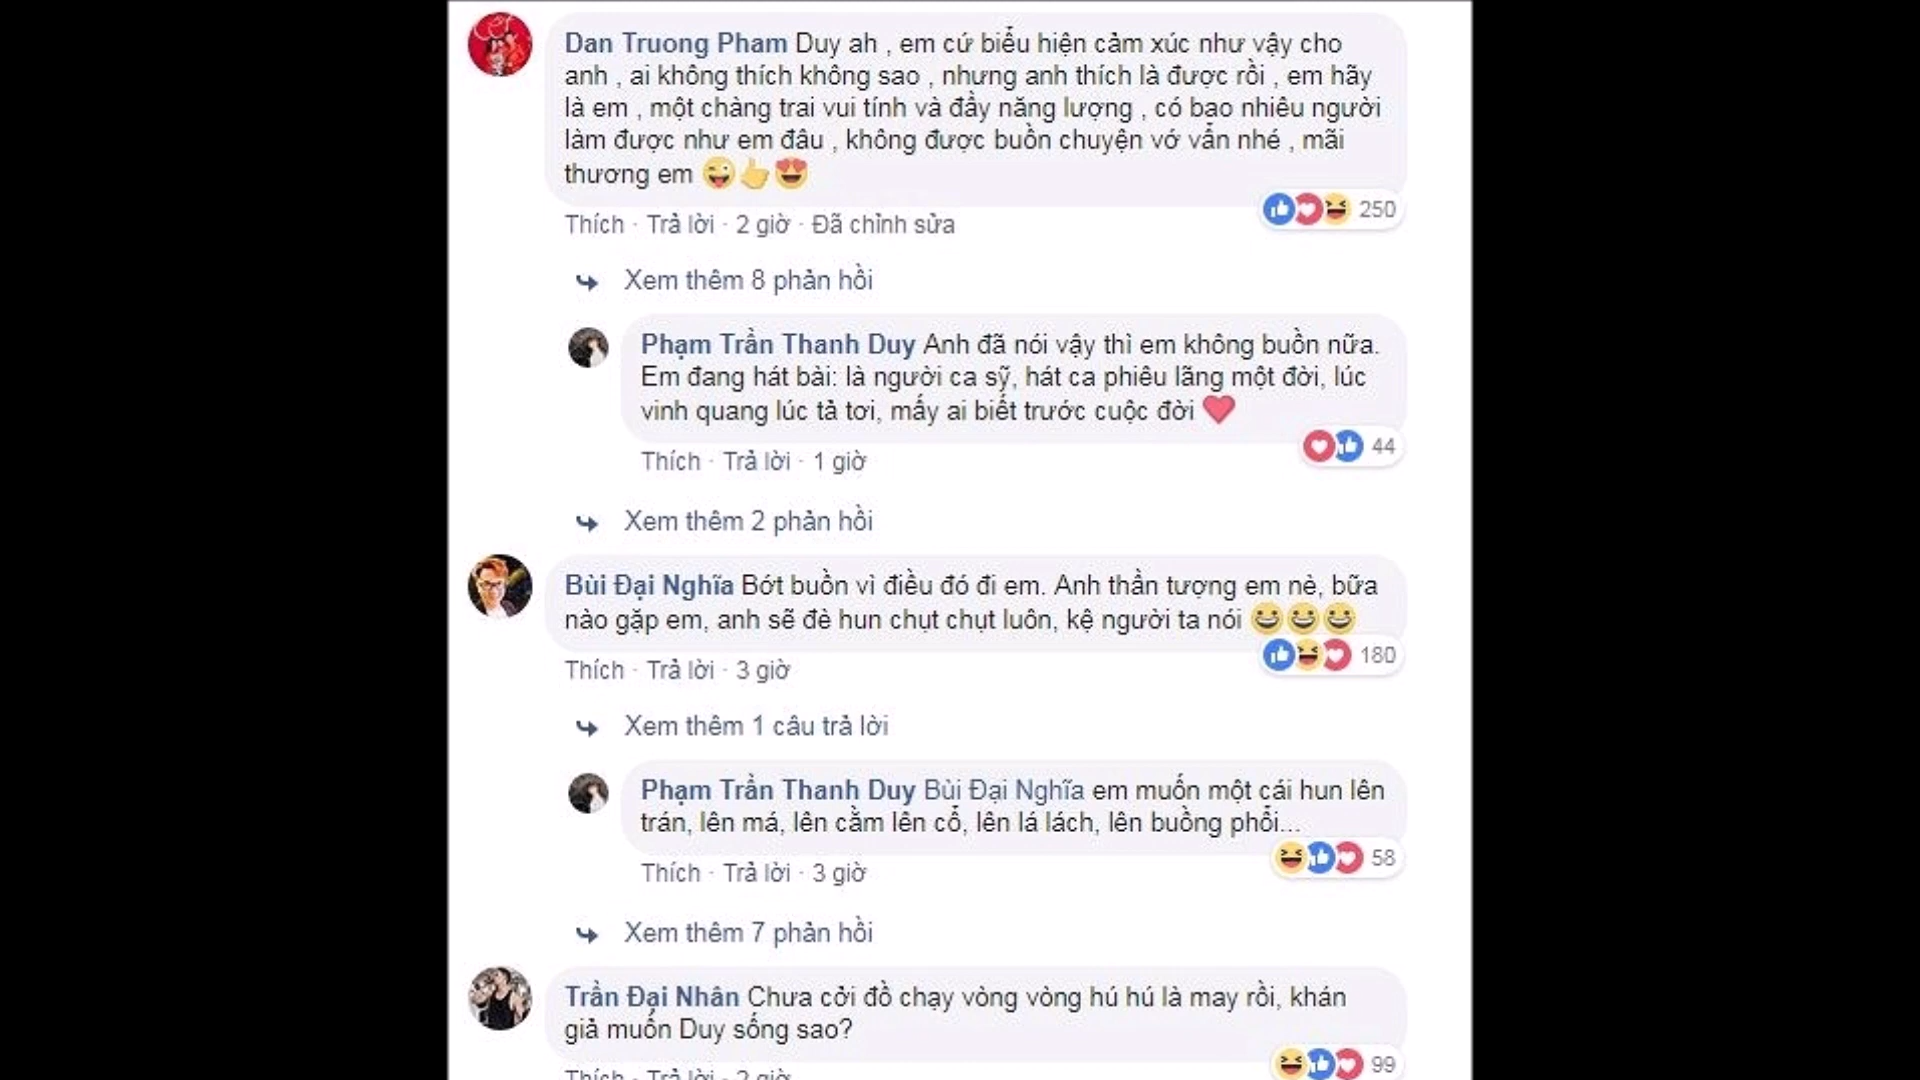 Dan Truong Pham Duy ah , em cứ biểu hiện cảm xúc như vậy cho
anh , ai không thích không sao , nhưng anh thích là được rồi , em hãy
là em , một chàng trai vui tính và đầy năng lượng , có bao nhiêu người
làm được như em đâu , không được buồn chuyện vớ vẩn nhé , mãi
thương em 😜👆😍
250
Thích · Trả lời · 2 giờ · Đã chỉnh sửa
Xem thêm 8 phản hồi
Phạm Trần Thanh Duy Anh đã nói vậy thì em không buồn nữa.
Em đang hát bài: là người ca sỹ, hát ca phiêu lãng một đời, lúc
vinh quang lúc tả tơi, mấy ai biết trước cuộc đời ❤
44
Thích · Trả lời · 1 giờ
Xem thêm 2 phản hồi
Bùi Đại Nghĩa Bớt buồn vì điều đó đi em. Anh thần tượng em nè, bữa
nào gặp em, anh sẽ đè hun chụt chụt luôn, kệ người ta nói 😀😀😀
180
Thích · Trả lời · 3 giờ
Xem thêm 1 câu trả lời
Phạm Trần Thanh Duy Bùi Đại Nghĩa em muốn một cái hun lên
trán, lên má, lên cằm lên cổ, lên lá lách, lên buồng phổi...
58
Thích · Trả lời · 3 giờ
Xem thêm 7 phản hồi
Trần Đại Nhân Chưa cởi đồ chạy vòng vòng hú hú là may rồi, khán
giả muốn Duy sống sao?
99
Thích · Trả lời · 2 giờ